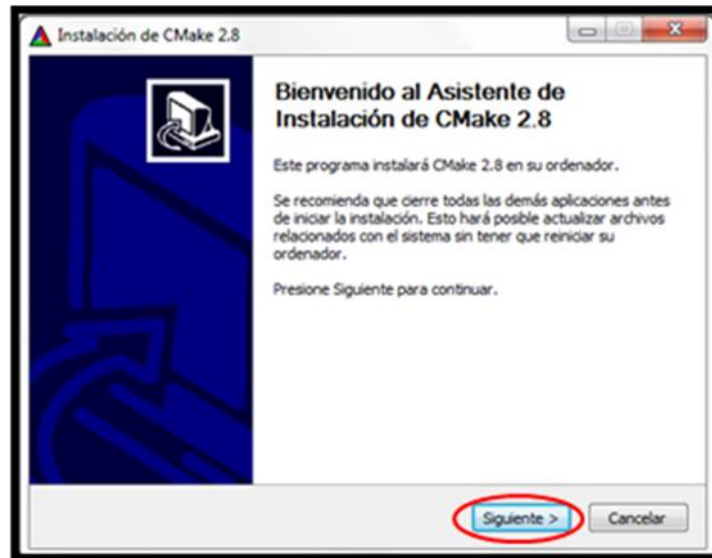 Instalación de CMake 2.8
Bienvenido al Asistente de
Instalación de CMake 2.8
Este programa instalará CMake 2.8 en su ordenador.
Se recomienda que cierre todas las demás aplicaciones antes
de iniciar la instalación. Esto hará posible actualizar archivos
relacionados con el sistema sin tener que reiniciar su
ordenador.
Presione Siguiente para continuar.
Siguiente > Cancelar